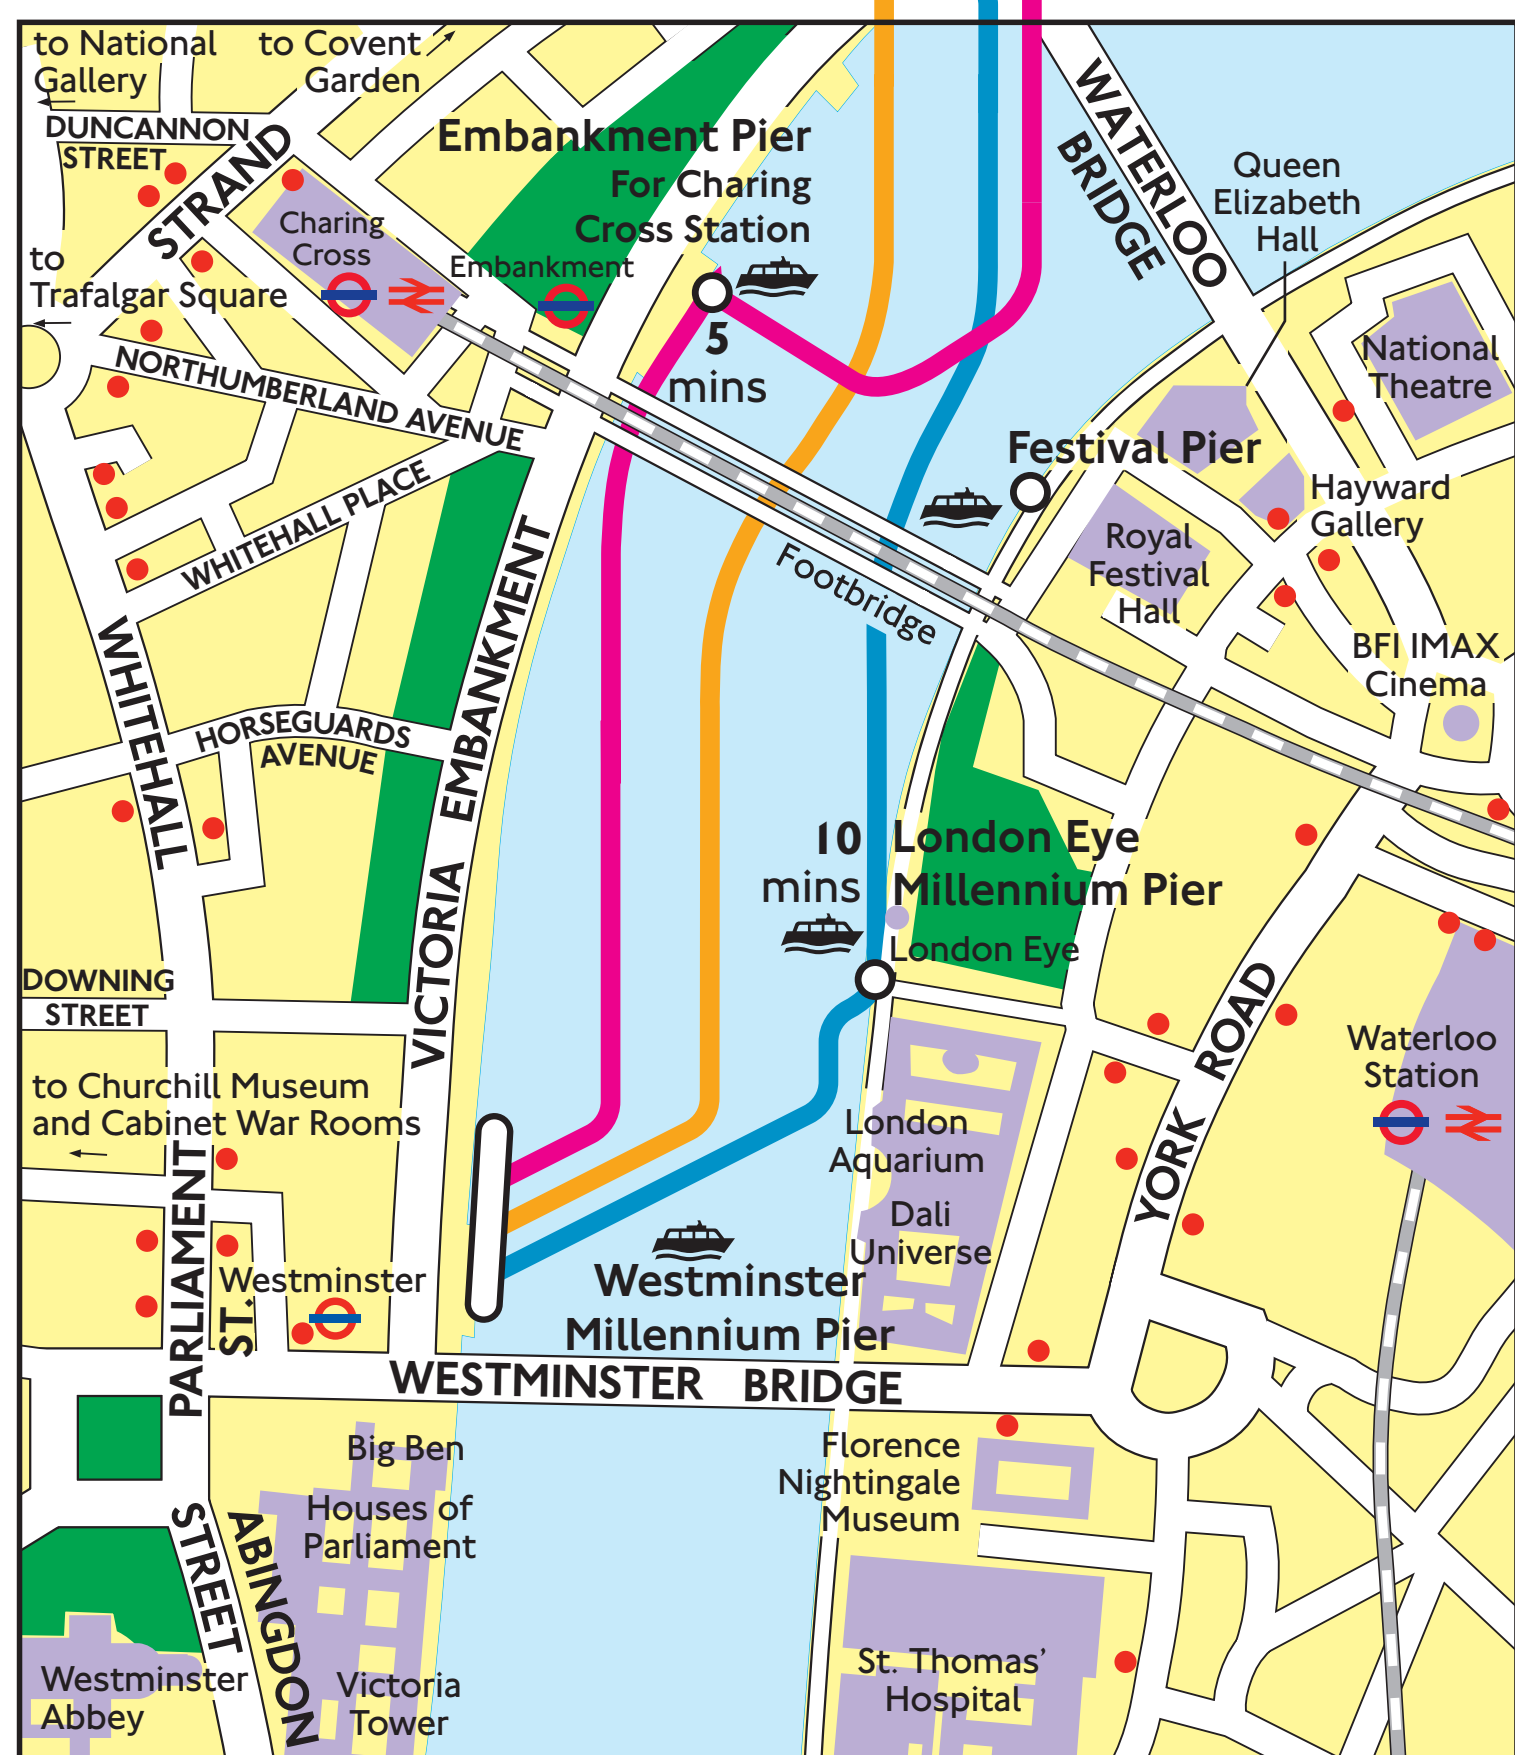 to National
Gallery
to Covent
Garden
DUNCANNON
STREET
STRAND
Embankment Pier
For Charing
Cross Station
WATERLOO
BRIDGE
Queen
Elizabeth
Hall
Charing
Cross
Embankment
to
Trafalgar Square
5
mins
National
Theatre
NORTHUMBERLAND AVENUE
Festival Pier
WHITEHALL PLACE
Hayward
Gallery
Royal
Festival
Hall
Footbridge
BFI IMAX
Cinema
WHITEHALL
HORSEGUARDS
AVENUE
VICTORIA EMBANKMENT
10
mins
London Eye
Millennium Pier
London Eye
DOWNING
STREET
YORK ROAD
Waterloo
Station
to Churchill Museum
and Cabinet War Rooms
London
Aquarium
Dali
Universe
PARLIAMENT
ST.
Westminster
Westminster
Millennium Pier
WESTMINSTER BRIDGE
Big Ben
Houses of
Parliament
Florence
Nightingale
Museum
STREET
ABINGDON
St. Thomas'
Hospital
Westminster
Abbey
Victoria
Tower